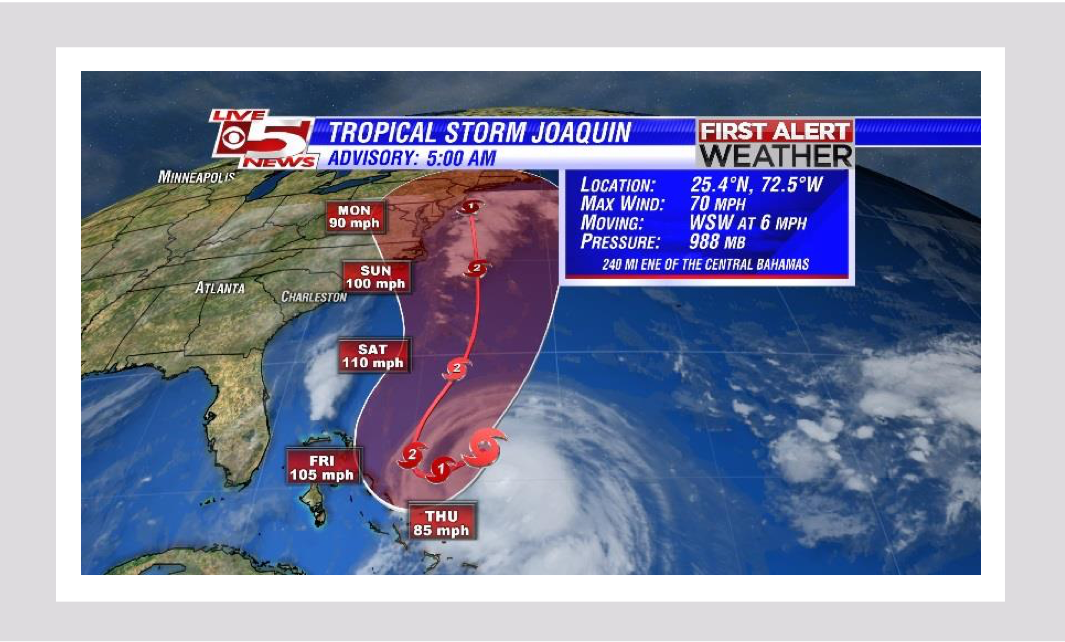 LIVE
5
NEWS
TROPICAL STORM JOAQUIN
ADVISORY: 5:00 AM
FIRST ALERT
WEATHER
LOCATION: 25.4°N, 72.5°W
MAX WIND: 70 MPH
MOVING: WSW AT 6 MPH
PRESSURE: 988 MB
240 MI ENE OF THE CENTRAL BAHAMAS
MINNEAPOLIS
MON
90 mph
1
SUN
100 mph
2
ATLANTA
CHARLESTON
SAT
110 mph
2
FRI
105 mph
2
1
THU
85 mph